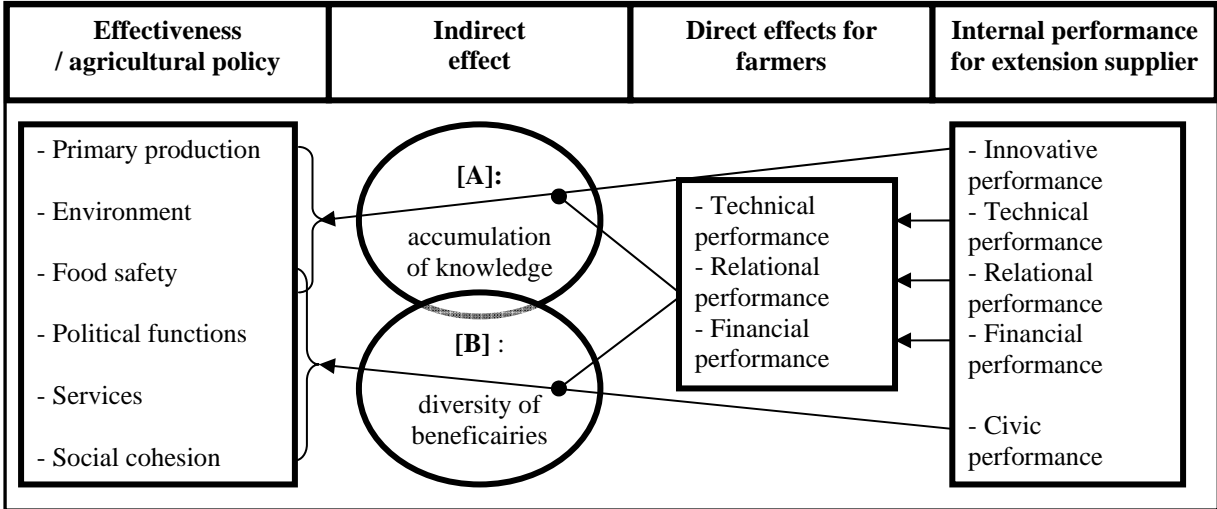 Effectiveness
/ agricultural policy
Indirect
effect
Direct effects for
farmers
Internal performance
for extension supplier
- Primary production
- Environment
- Food safety
- Political functions
- Services
- Social cohesion
[A]:
accumulation
of knowledge
[B] :
diversity of
beneficairies
- Technical
performance
- Relational
performance
- Financial
performance
- Innovative
performance
- Technical
performance
- Relational
performance
- Financial
performance
- Civic
performance